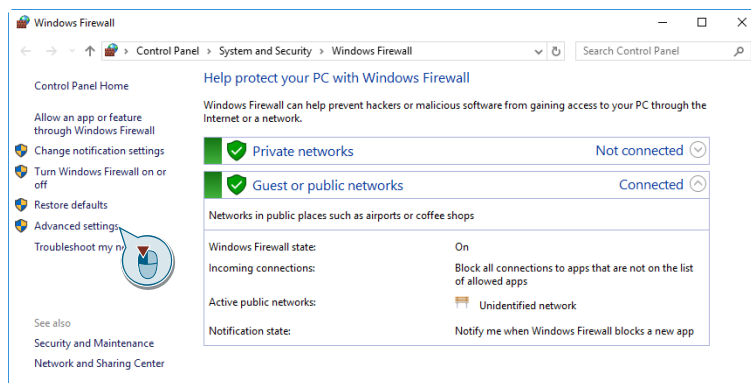 Windows Firewall
Control Panel > System and Security > Windows Firewall
Search Control Panel
Control Panel Home
Allow an app or feature
through Windows Firewall
Change notification settings
Turn Windows Firewall on or
off
Restore defaults
Advanced settings
Troubleshoot my
See also
Security and Maintenance
Network and Sharing Center
Help protect your PC with Windows Firewall
Windows Firewall can help prevent hackers or malicious software from gaining access to your PC through the
Internet or a network.
Private networks Not connected
Guest or public networks Connected
Networks in public places such as airports or coffee shops
Windows Firewall state: On
Incoming connections: Block all connections to apps that are not on the list
of allowed apps
Active public networks: Unidentified network
Notification state: Notify me when Windows Firewall blocks a new app